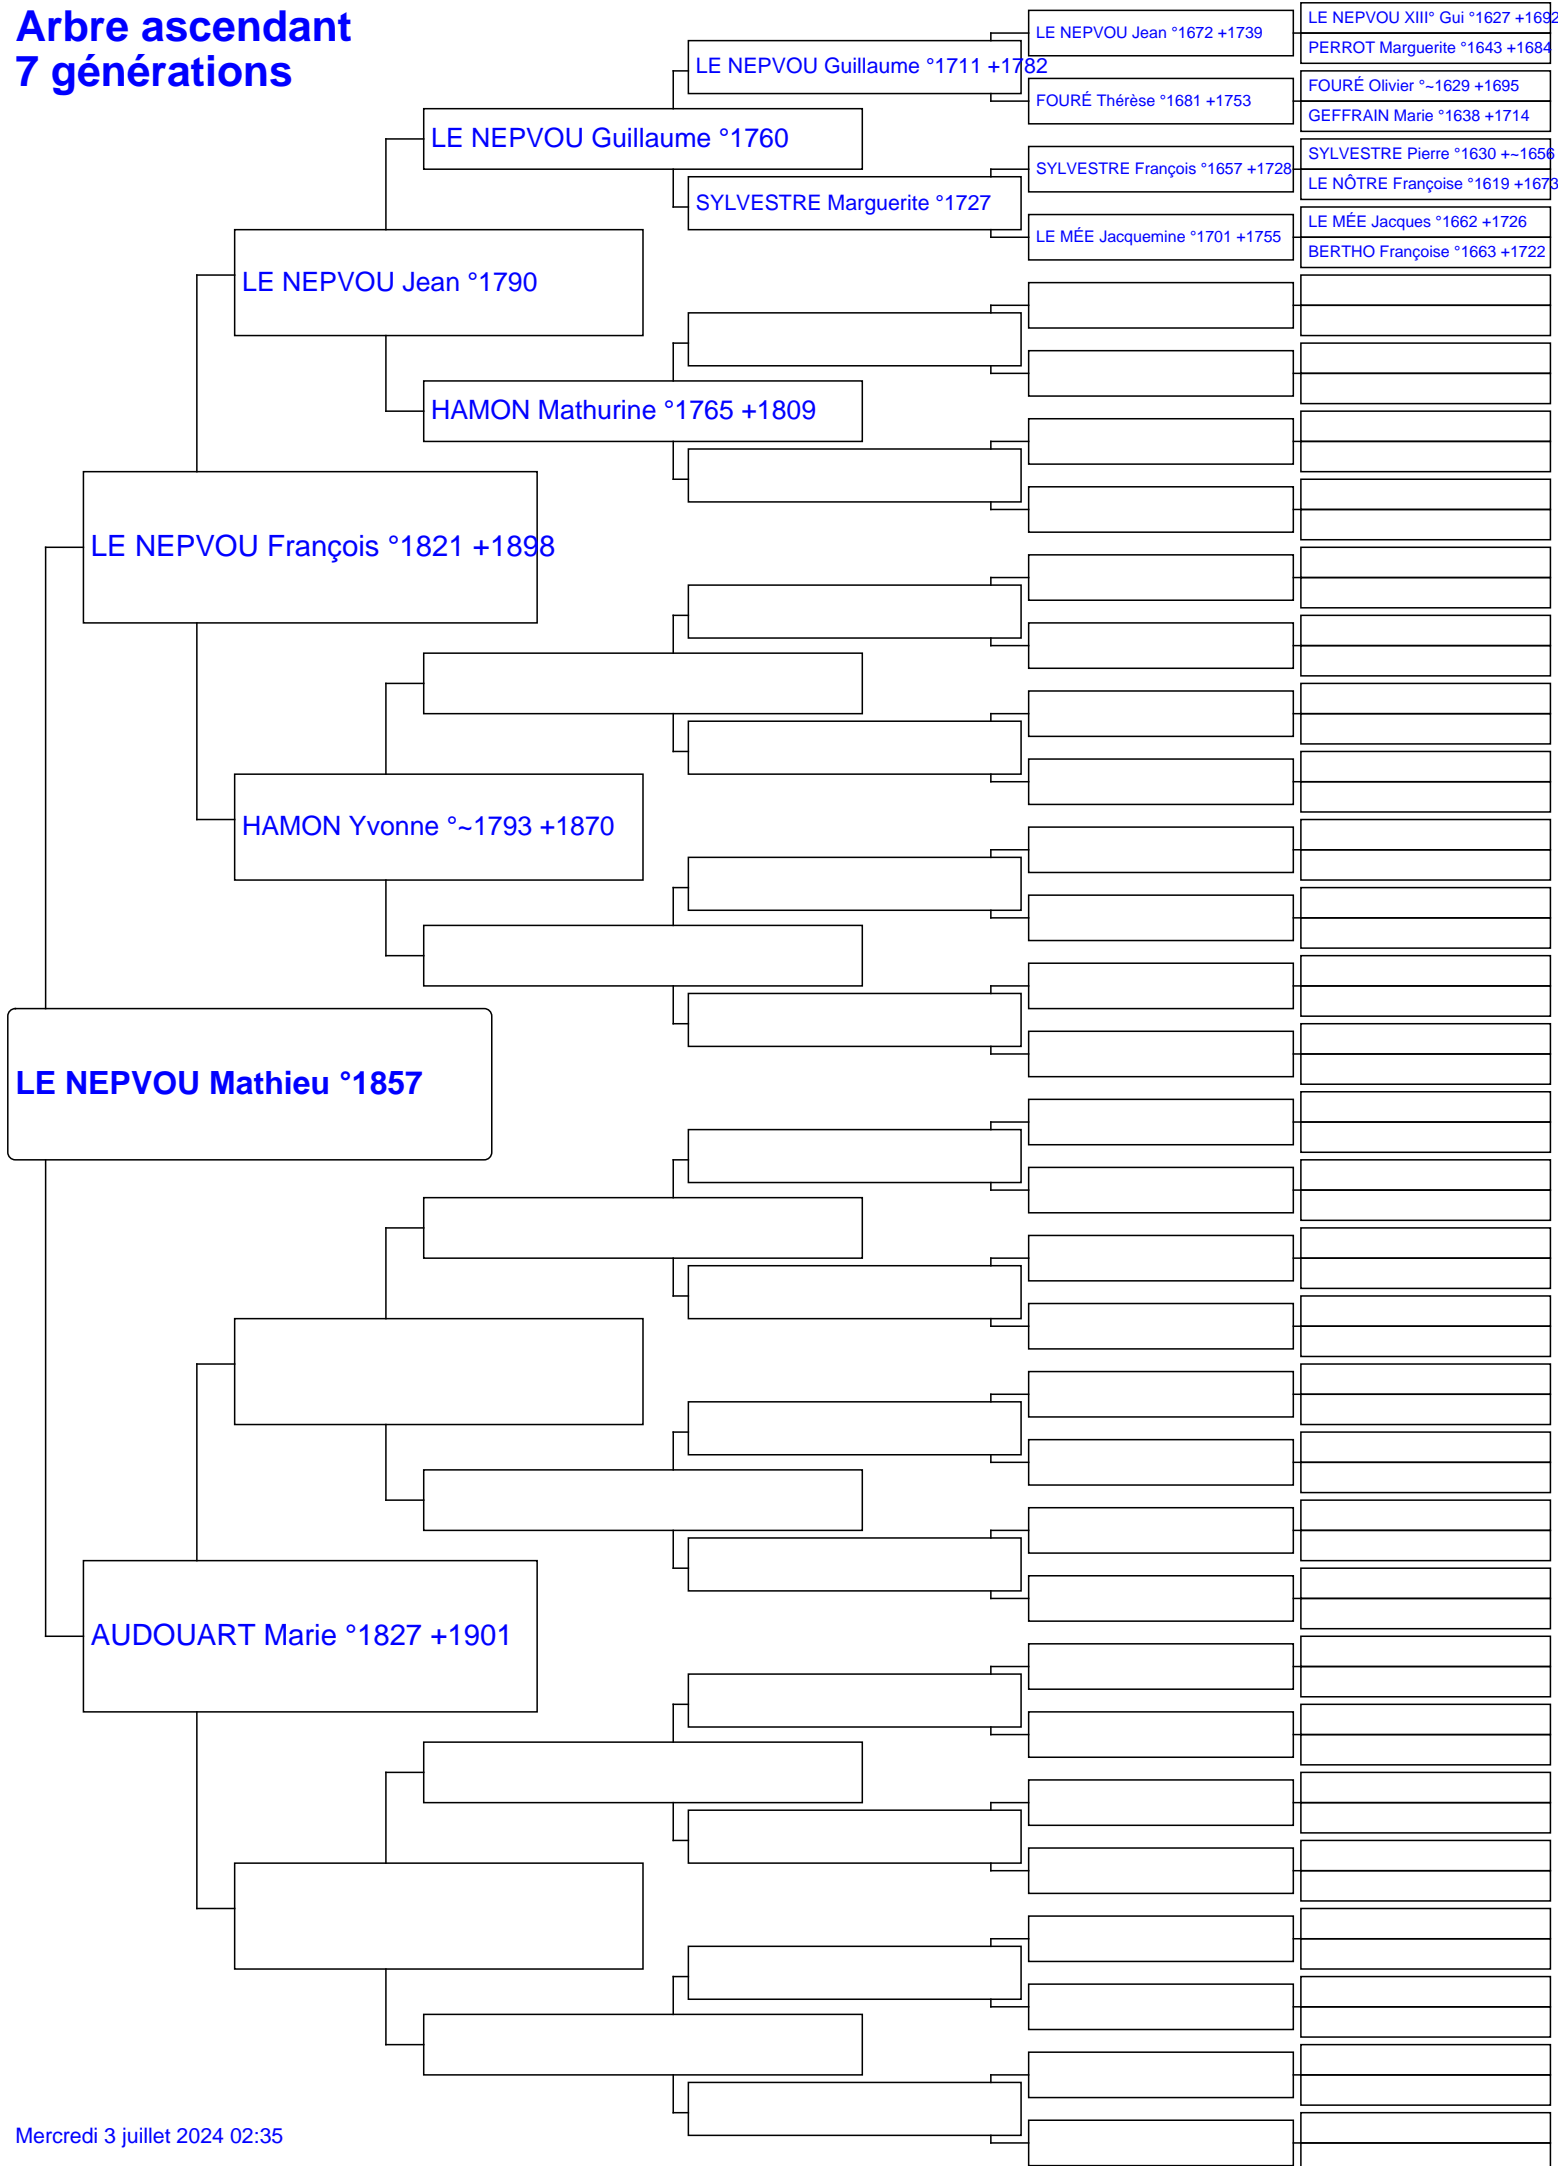 Arbre ascendant
7 générations
LE NEPVOU Mathieu °1857
LE NEPVOU François °1821 +1898
AUDOUART Marie °1827 +1901
LE NEPVOU Jean °1790
HAMON Yvonne °~1793 +1870
LE NEPVOU Guillaume °1760
HAMON Mathurine °1765 +1809
LE NEPVOU Guillaume °1711 +1782
SYLVESTRE Marguerite °1727
LE NEPVOU Jean °1672 +1739
FOURÉ Thérèse °1681 +1753
SYLVESTRE François °1657 +1728
LE MÉE Jacquemine °1701 +1755
LE NEPVOU XIII° Gui °1627 +1692
PERROT Marguerite °1643 +1684
FOURÉ Olivier °~1629 +1695
GEFFRAIN Marie °1638 +1714
SYLVESTRE Pierre °1630 +~1656
LE NÔTRE Françoise °1619 +1673
LE MÉE Jacques °1662 +1726
BERTHO Françoise °1663 +1722
Mercredi 3 juillet 2024 02:35